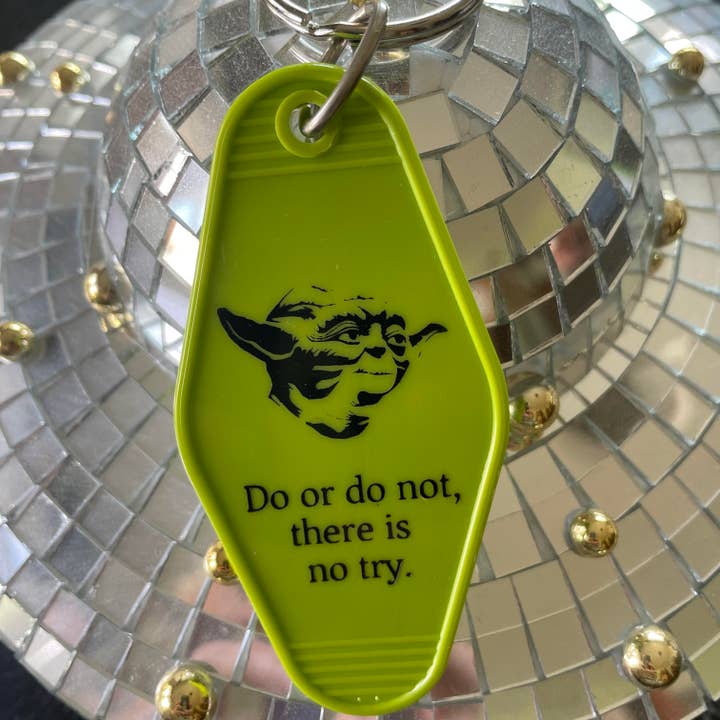 Do or do not,
there is
no try.